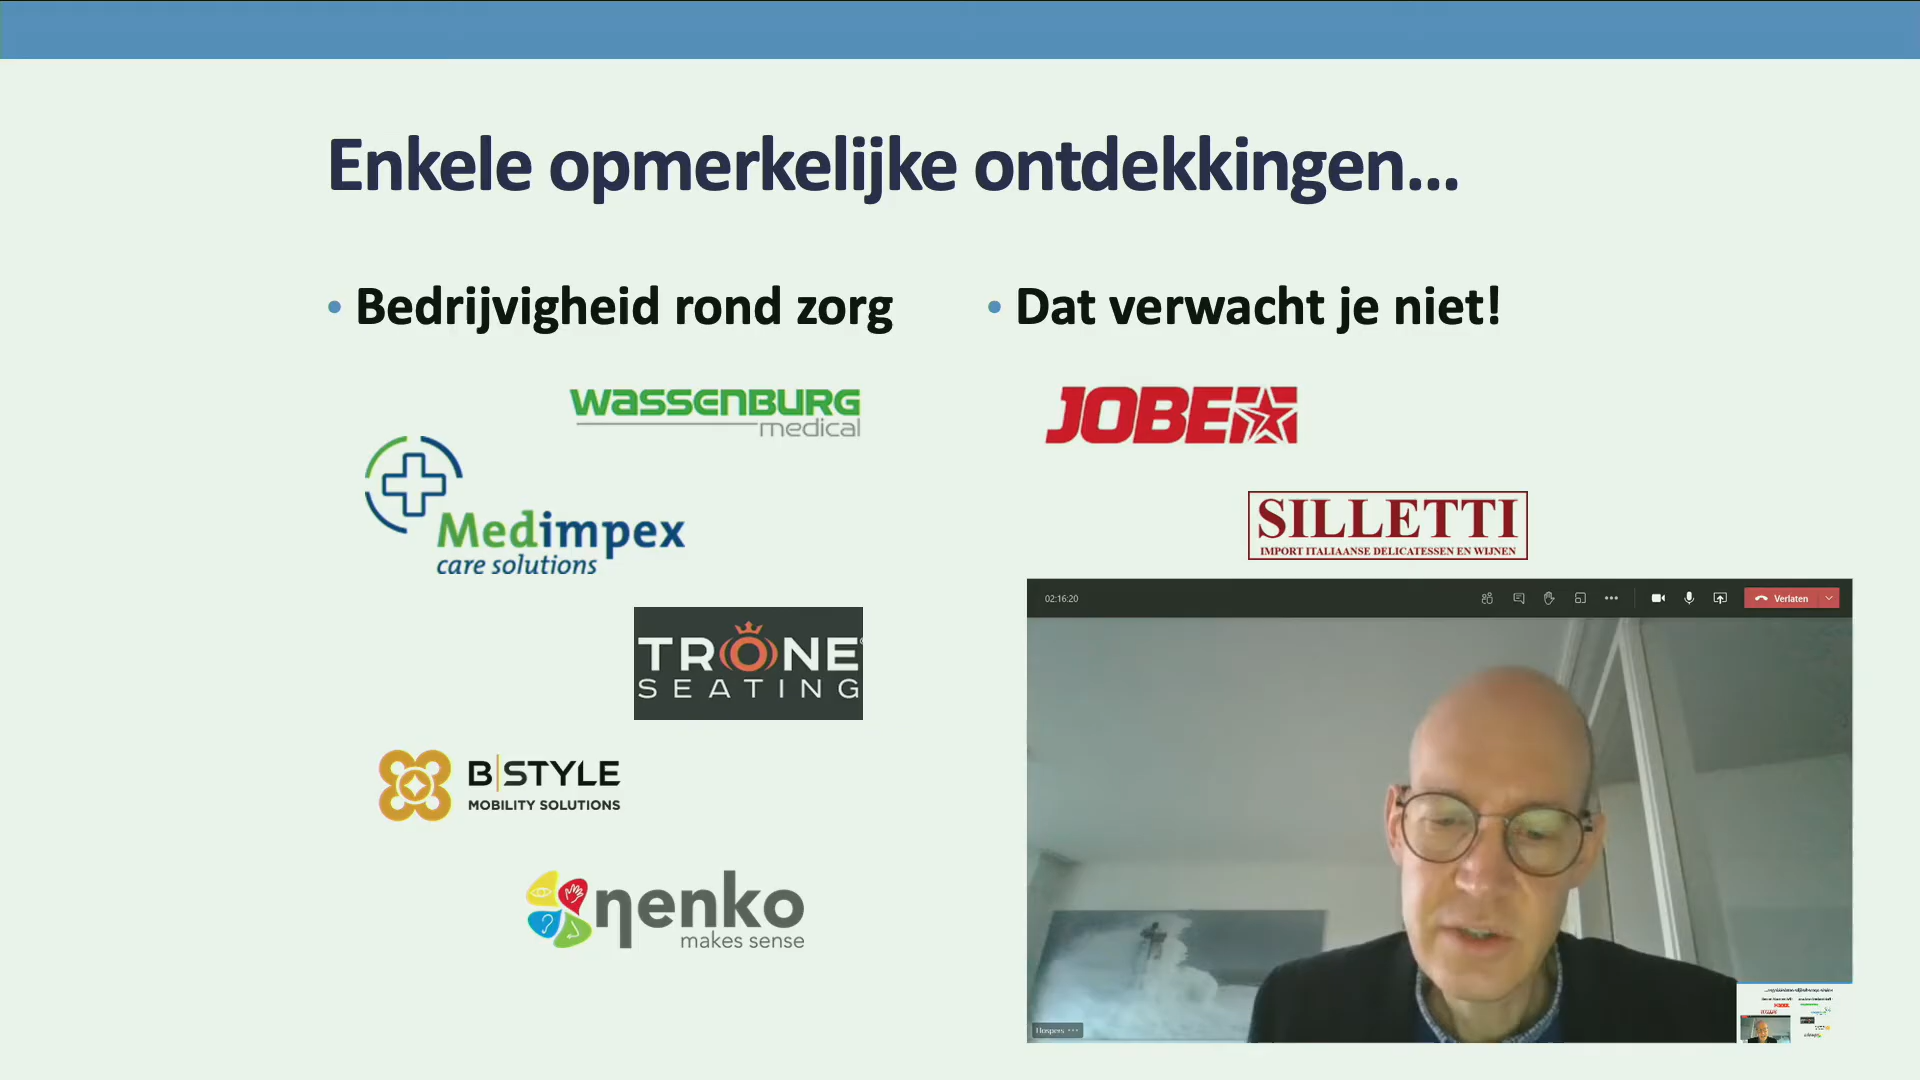 Enkele opmerkelijke ontdekkingen...
• Bedrijvigheid rond zorg
WASSENBURG
medical
Medimpex
care solutions
TRONE
SEATING
B|STYLE
MOBILITY SOLUTIONS
nenko
makes sense
• Dat verwacht je niet!
JOBE
SILLETTI
IMPORT ITALIAANSE DELICATESSEN EN WIJNEN
02:16:20
Verlaten
Hospers